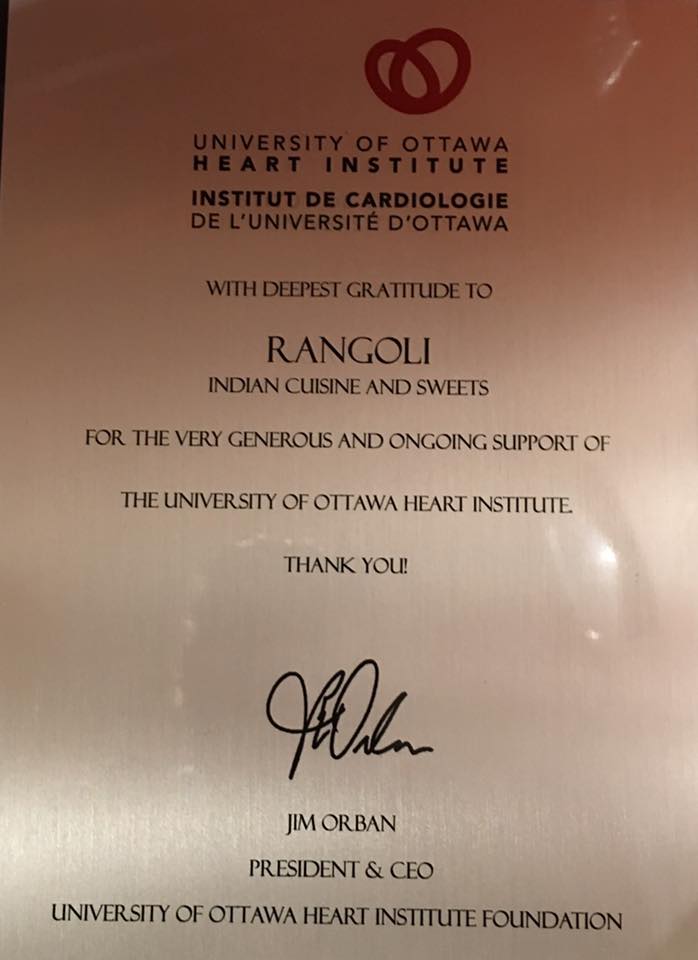 UNIVERSITY OF OTTAWA
HEART INSTITUTE
INSTITUT DE CARDIOLOGIE
DE L'UNIVERSITÉ D'OTTAWA
WITH DEEPEST GRATITUDE TO
RANGOLI
INDIAN CUISINE AND SWEETS
FOR THE VERY GENEROUS AND ONGOING SUPPORT OF
THE UNIVERSITY OF OTTAWA HEART INSTITUTE.
THANK YOU!
JIM ORBAN
PRESIDENT & CEO
UNIVERSITY OF OTTAWA HEART INSTITUTE FOUNDATION